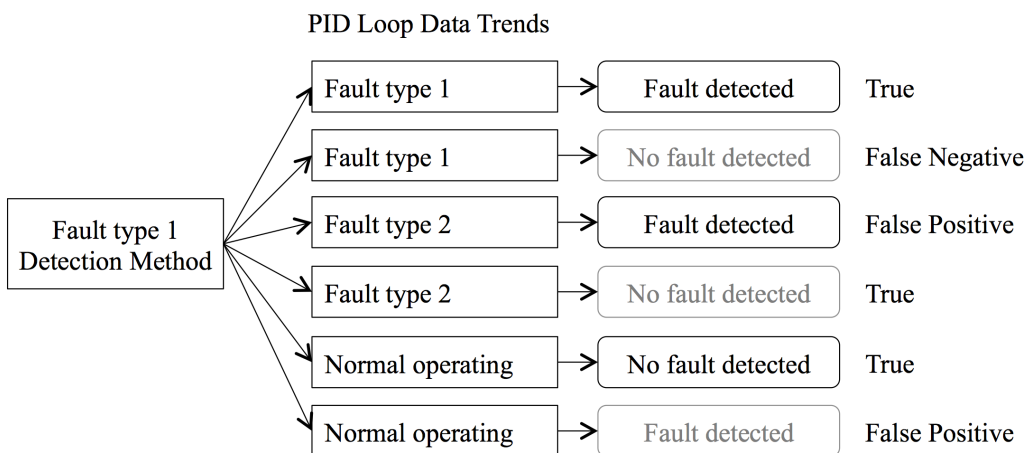 PID Loop Data Trends
Fault type 1
Detection Method
Fault type 1
Fault detected
True
Fault type 1
No fault detected
False Negative
Fault type 2
Fault detected
False Positive
Fault type 2
No fault detected
True
Normal operating
No fault detected
True
Normal operating
Fault detected
False Positive